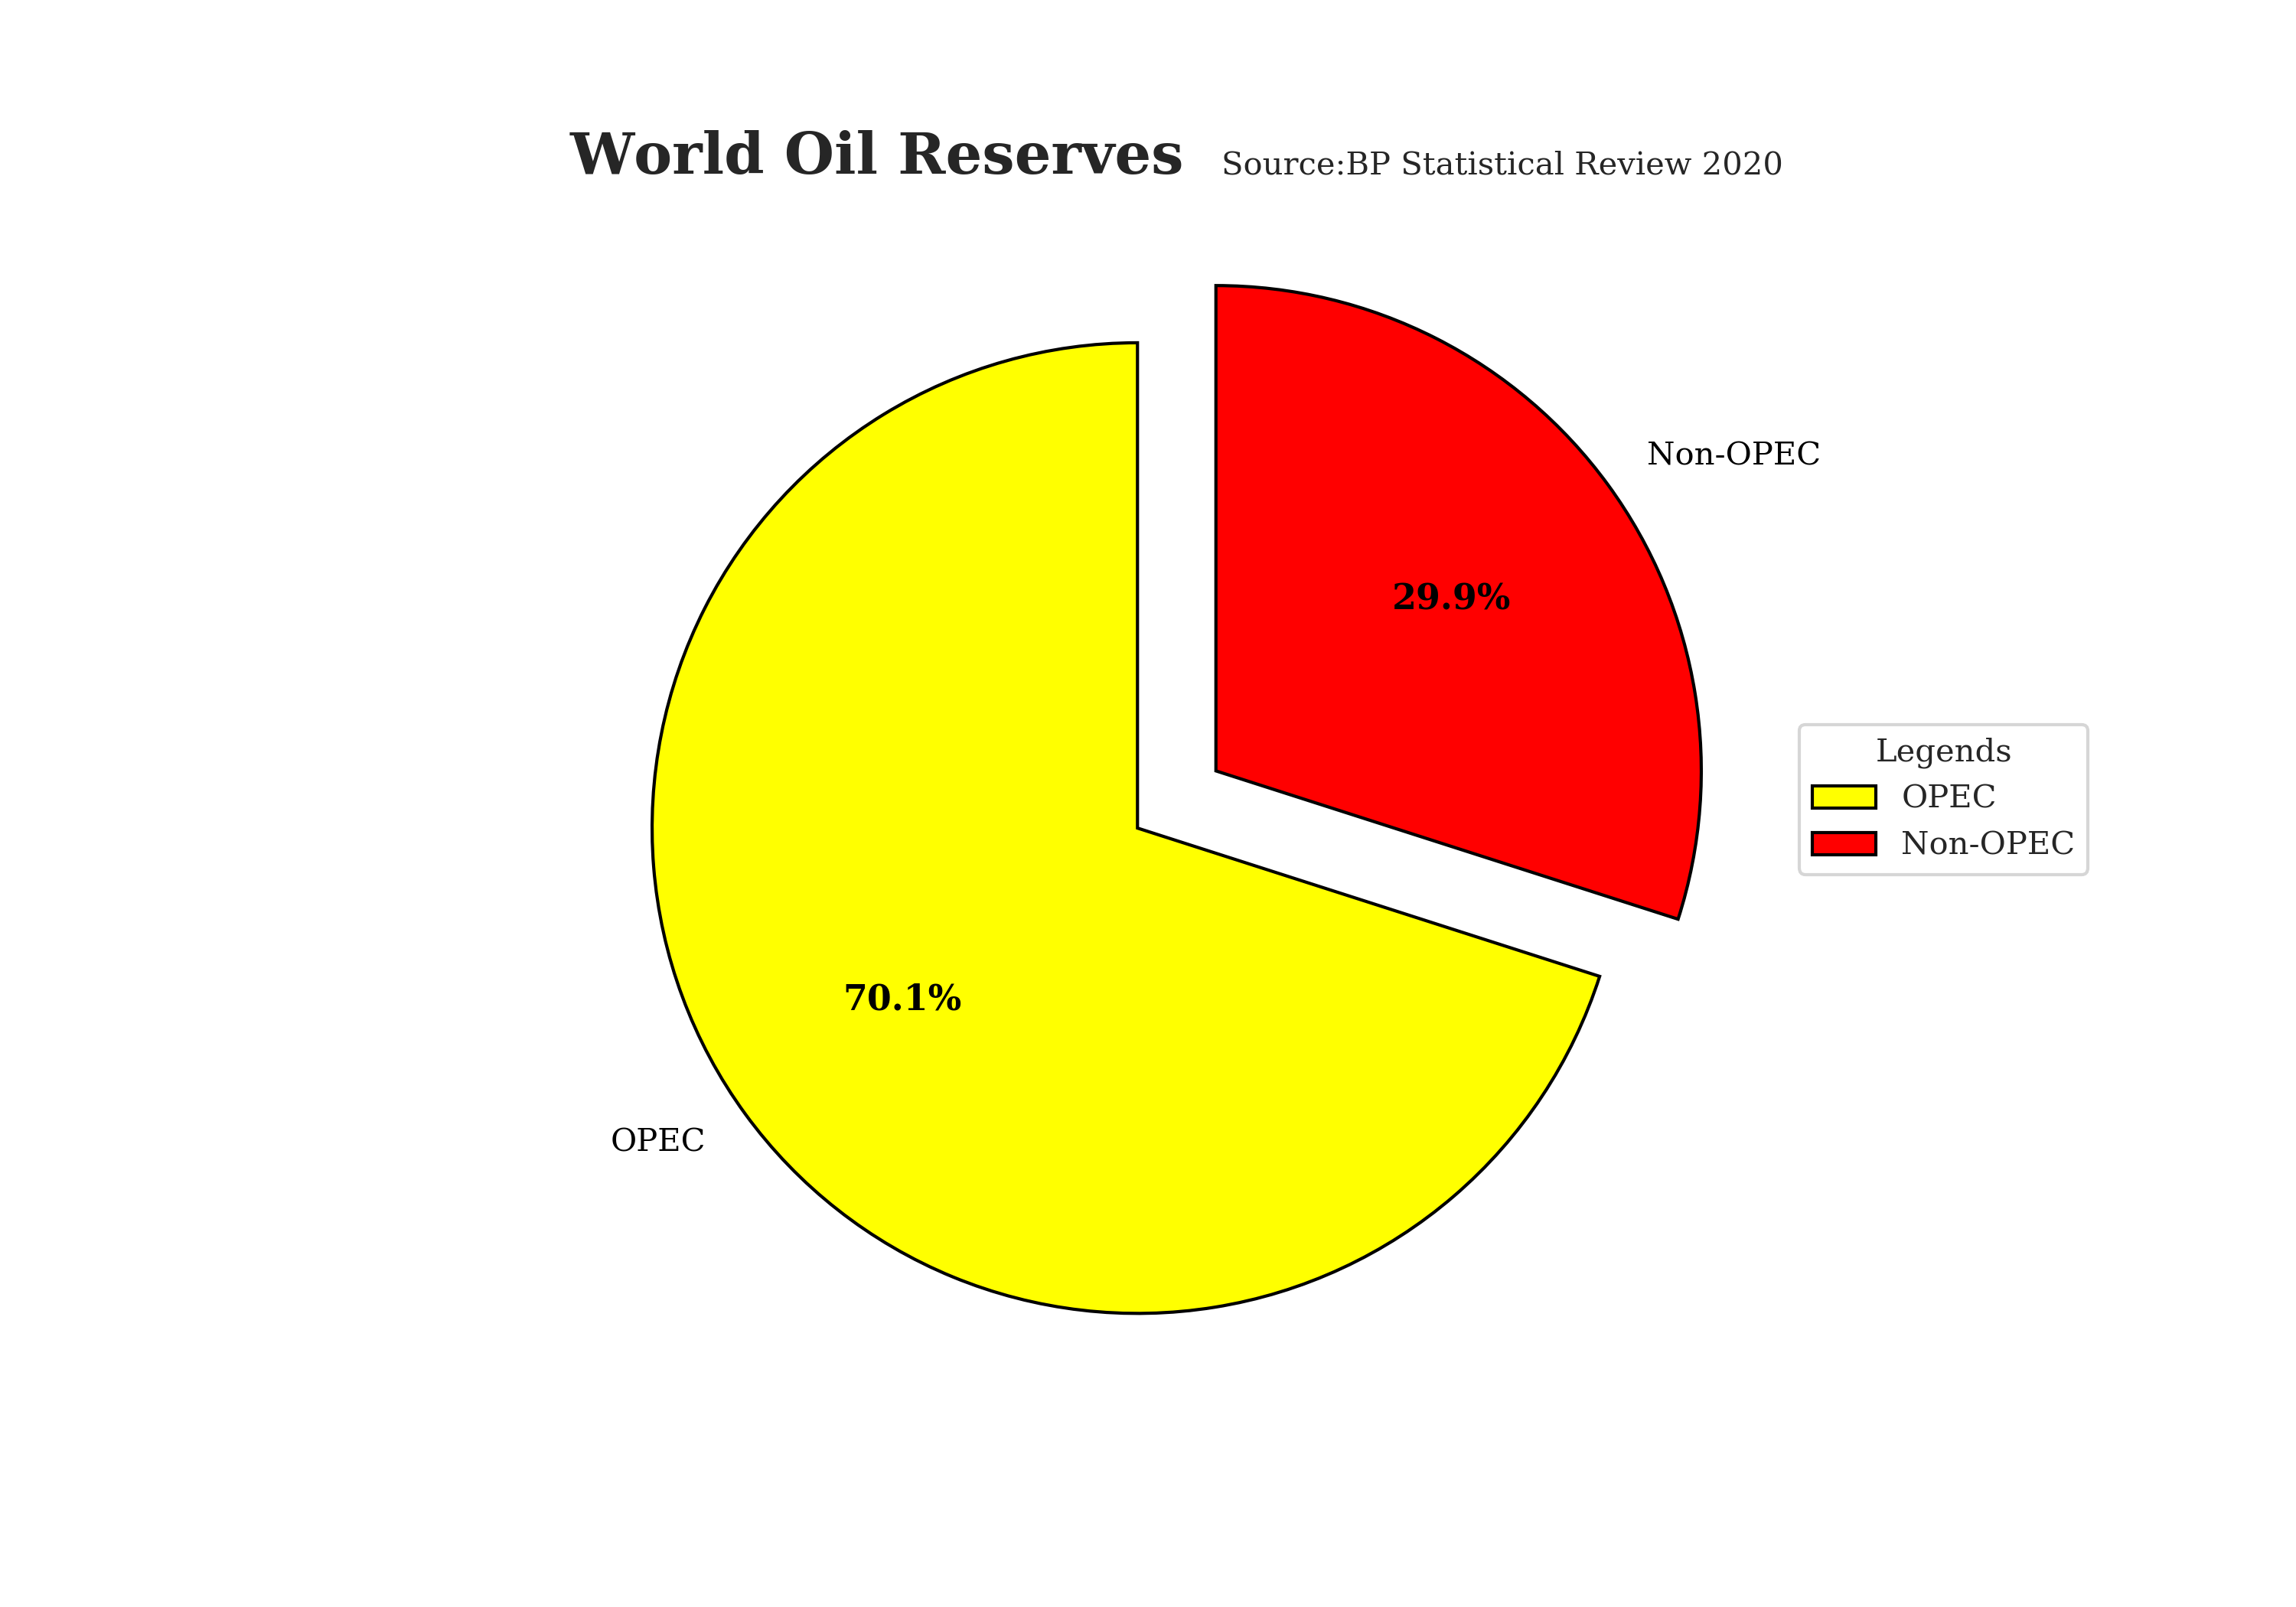 World Oil Reserves Source:BP Statistical Review 2020
Non-OPEC
29.9%
Legends
OPEC
Non-OPEC
70.1%
OPEC